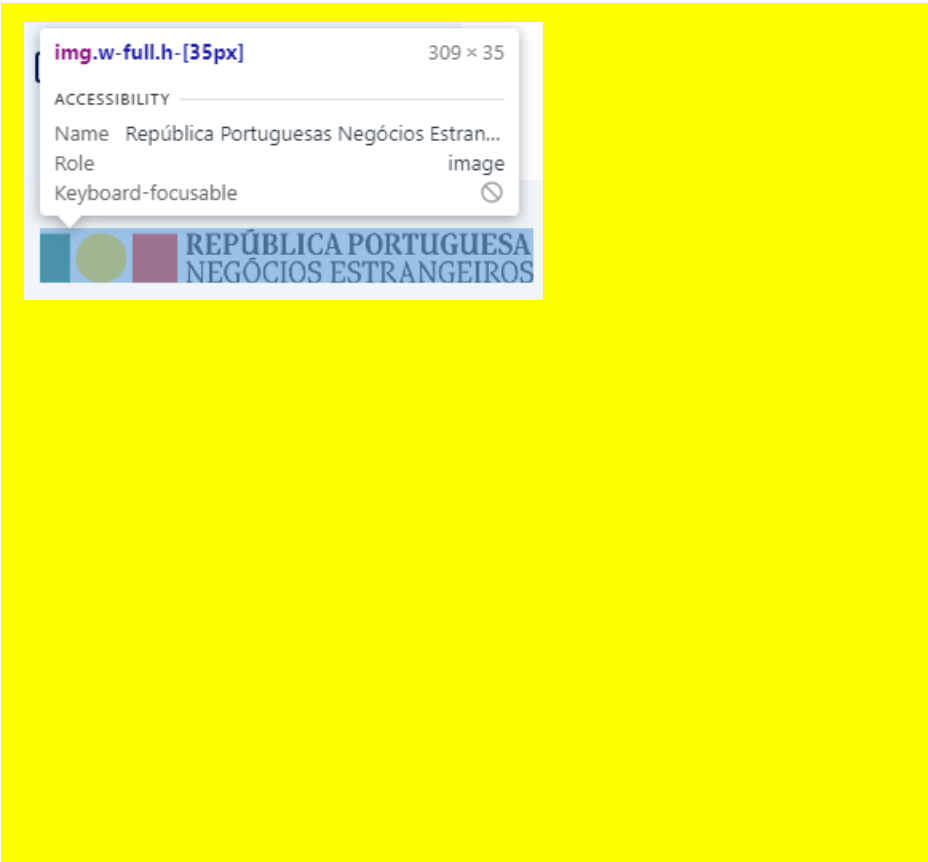 img.w-full.h-[35px] 309 × 35
ACCESSIBILITY
Name República Portuguesas Negócios Estran...
Role image
Keyboard-focusable
REPÚBLICA PORTUGUESA
NEGÓCIOS ESTRANGEIROS